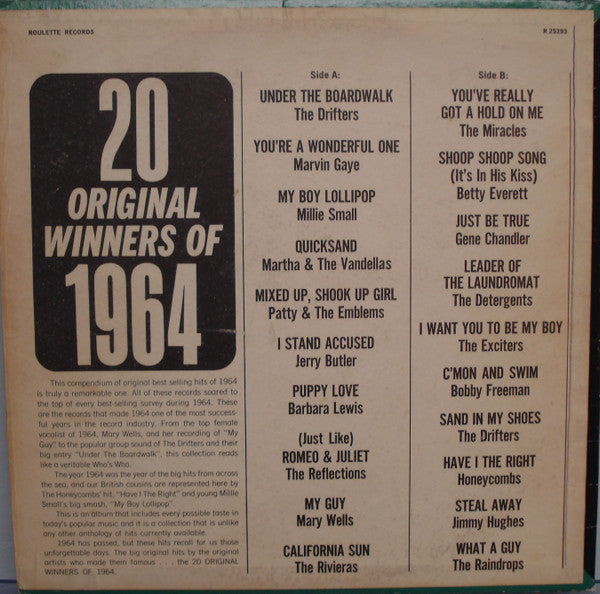 ROULETTE RECORDS
R 25293
20
ORIGINAL
WINNERS OF
1964
This compendium of original best selling hits of 1964
is truly a remarkable one. All of these records soared to
the top of every best-selling survey during 1964. These
are the records that made 1964 one of the most success-
ful years in the record industry. From the top female
vocalist of 1964, Mary Wells, and her recording of "My
Guy" to the popular group sound of The Drifters and their
big entry "Under The Boardwalk", this collection reads
like a veritable Who's Who.
The year 1964 was the year of the big hits from across
the sea, and our British cousins are represented here by
The Honeycombs' hit, "Have I The Right" and young Millie
Small's big smash, "My Boy Lollipop".
This is an album that includes every possible taste in
today's popular music and it is a collection that is unlike
any other anthology of hits currently available.
1964 has passed, but these hits recall for us those
unforgettable days. The big original hits by the original
artists who made them famous . . . the 20 ORIGINAL
WINNERS OF 1964.
Side A:
UNDER THE BOARDWALK
The Drifters
YOU'RE A WONDERFUL ONE
Marvin Gaye
MY BOY LOLLIPOP
Millie Small
QUICKSAND
Martha & The Vandellas
MIXED UP, SHOOK UP GIRL
Patty & The Emblems
I STAND ACCUSED
Jerry Butler
PUPPY LOVE
Barbara Lewis
(Just Like)
ROMEO & JULIET
The Reflections
MY GUY
Mary Wells
CALIFORNIA SUN
The Rivieras
Side B:
YOU'VE REALLY
GOT A HOLD ON ME
The Miracles
SHOOP SHOOP SONG
(It's In His Kiss)
Betty Everett
JUST BE TRUE
Gene Chandler
LEADER OF
THE LAUNDROMAT
The Detergents
I WANT YOU TO BE MY BOY
The Exciters
C'MON AND SWIM
Bobby Freeman
SAND IN MY SHOES
The Drifters
HAVE I THE RIGHT
Honeycombs
STEAL AWAY
Jimmy Hughes
WHAT A GUY
The Raindrops